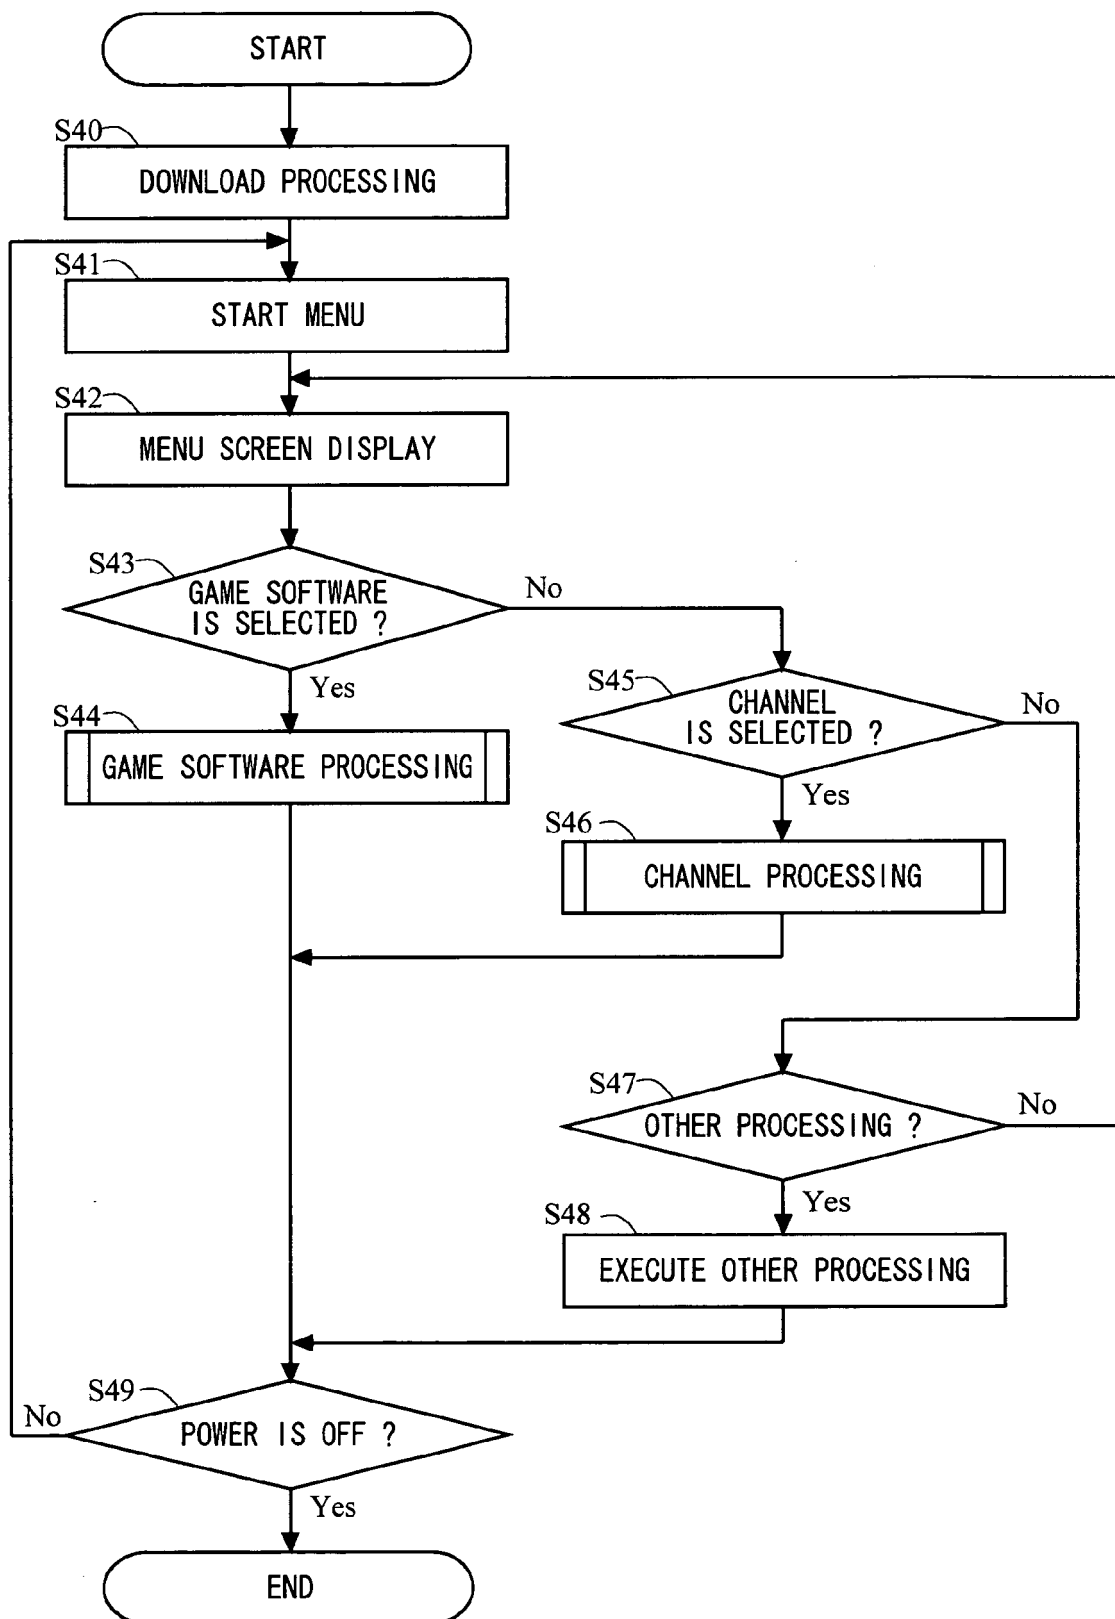 START
S40
DOWNLOAD PROCESSING
S41
START MENU
S42
MENU SCREEN DISPLAY
S43
GAME SOFTWARE
IS SELECTED ?
No
Yes
S44
GAME SOFTWARE PROCESSING
S45
CHANNEL
IS SELECTED ?
No
Yes
S46
CHANNEL PROCESSING
S47
OTHER PROCESSING ?
No
Yes
S48
EXECUTE OTHER PROCESSING
S49
POWER IS OFF ?
No
Yes
END